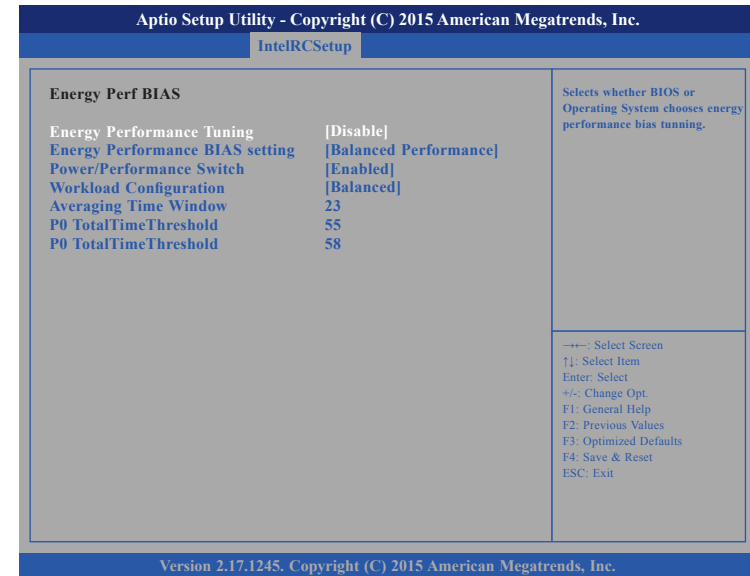 Aptio Setup Utility - Copyright (C) 2015 American Megatrends, Inc.
IntelRCSetup
Energy Perf BIAS
Energy Performance Tuning [Disable]
Energy Performance BIAS setting [Balanced Performance]
Power/Performance Switch [Enabled]
Workload Configuration [Balanced]
Averaging Time Window 23
P0 TotalTimeThreshold 55
P0 TotalTimeThreshold 58
Selects whether BIOS or
Operating System chooses energy
performance bias tunning.
→←: Select Screen
↑↓: Select Item
Enter: Select
+/-: Change Opt.
F1: General Help
F2: Previous Values
F3: Optimized Defaults
F4: Save & Reset
ESC: Exit
Version 2.17.1245. Copyright (C) 2015 American Megatrends, Inc.